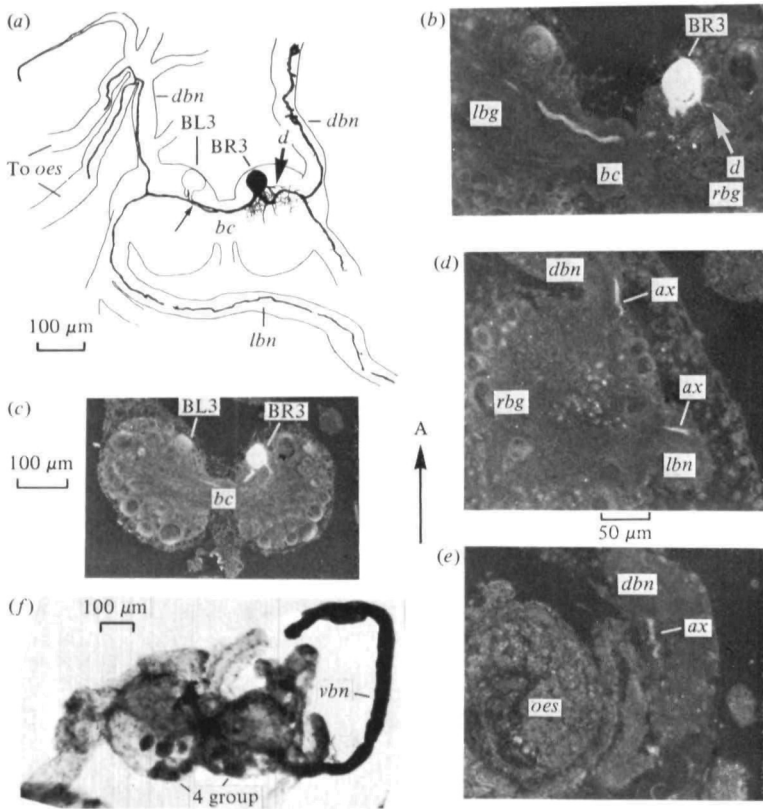 (a)
dbn
dbn
BL3
BR3
d
To oes
bc
100 μm
lbn
(b)
BR3
lbg
d
bc
rbg
(c)
BL3
BR3
100 μm
bc
A
(d)
dbn
ax
rbg
ax
lbn
50 μm
(e)
dbn
ax
oes
(f)
100 μm
vbn
4 group